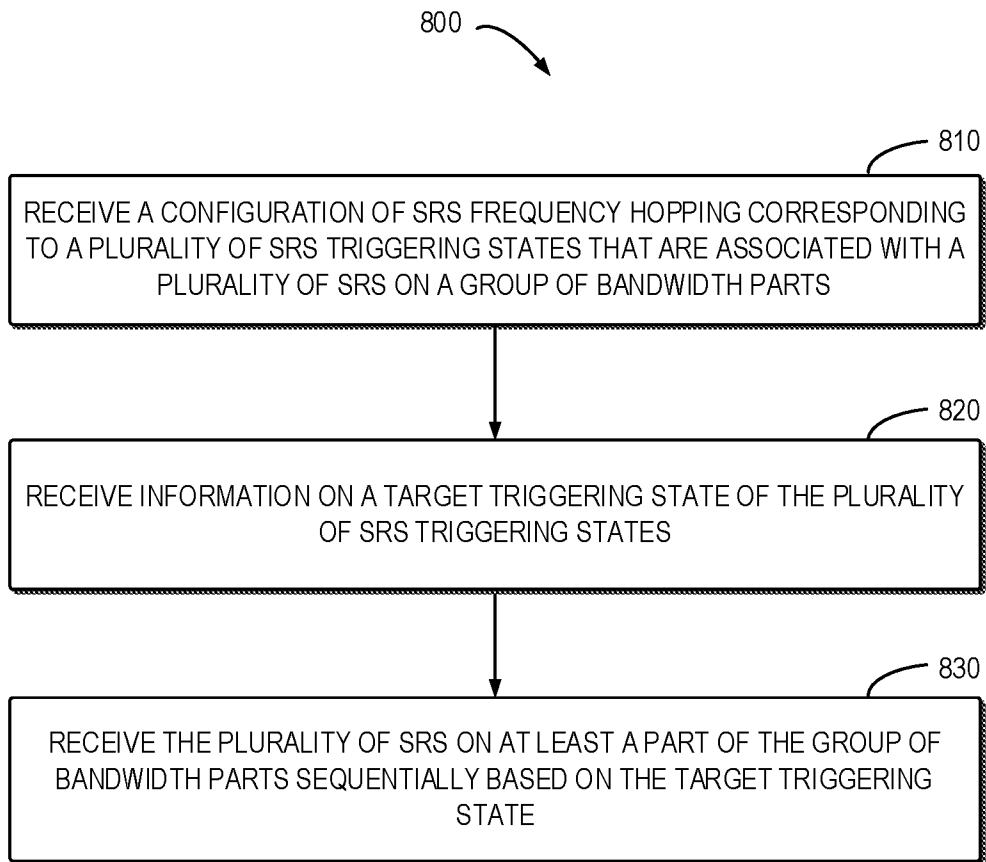 800
810
RECEIVE A CONFIGURATION OF SRS FREQUENCY HOPPING CORRESPONDING
TO A PLURALITY OF SRS TRIGGERING STATES THAT ARE ASSOCIATED WITH A
PLURALITY OF SRS ON A GROUP OF BANDWIDTH PARTS
820
RECEIVE INFORMATION ON A TARGET TRIGGERING STATE OF THE PLURALITY
OF SRS TRIGGERING STATES
830
RECEIVE THE PLURALITY OF SRS ON AT LEAST A PART OF THE GROUP OF
BANDWIDTH PARTS SEQUENTIALLY BASED ON THE TARGET TRIGGERING
STATE